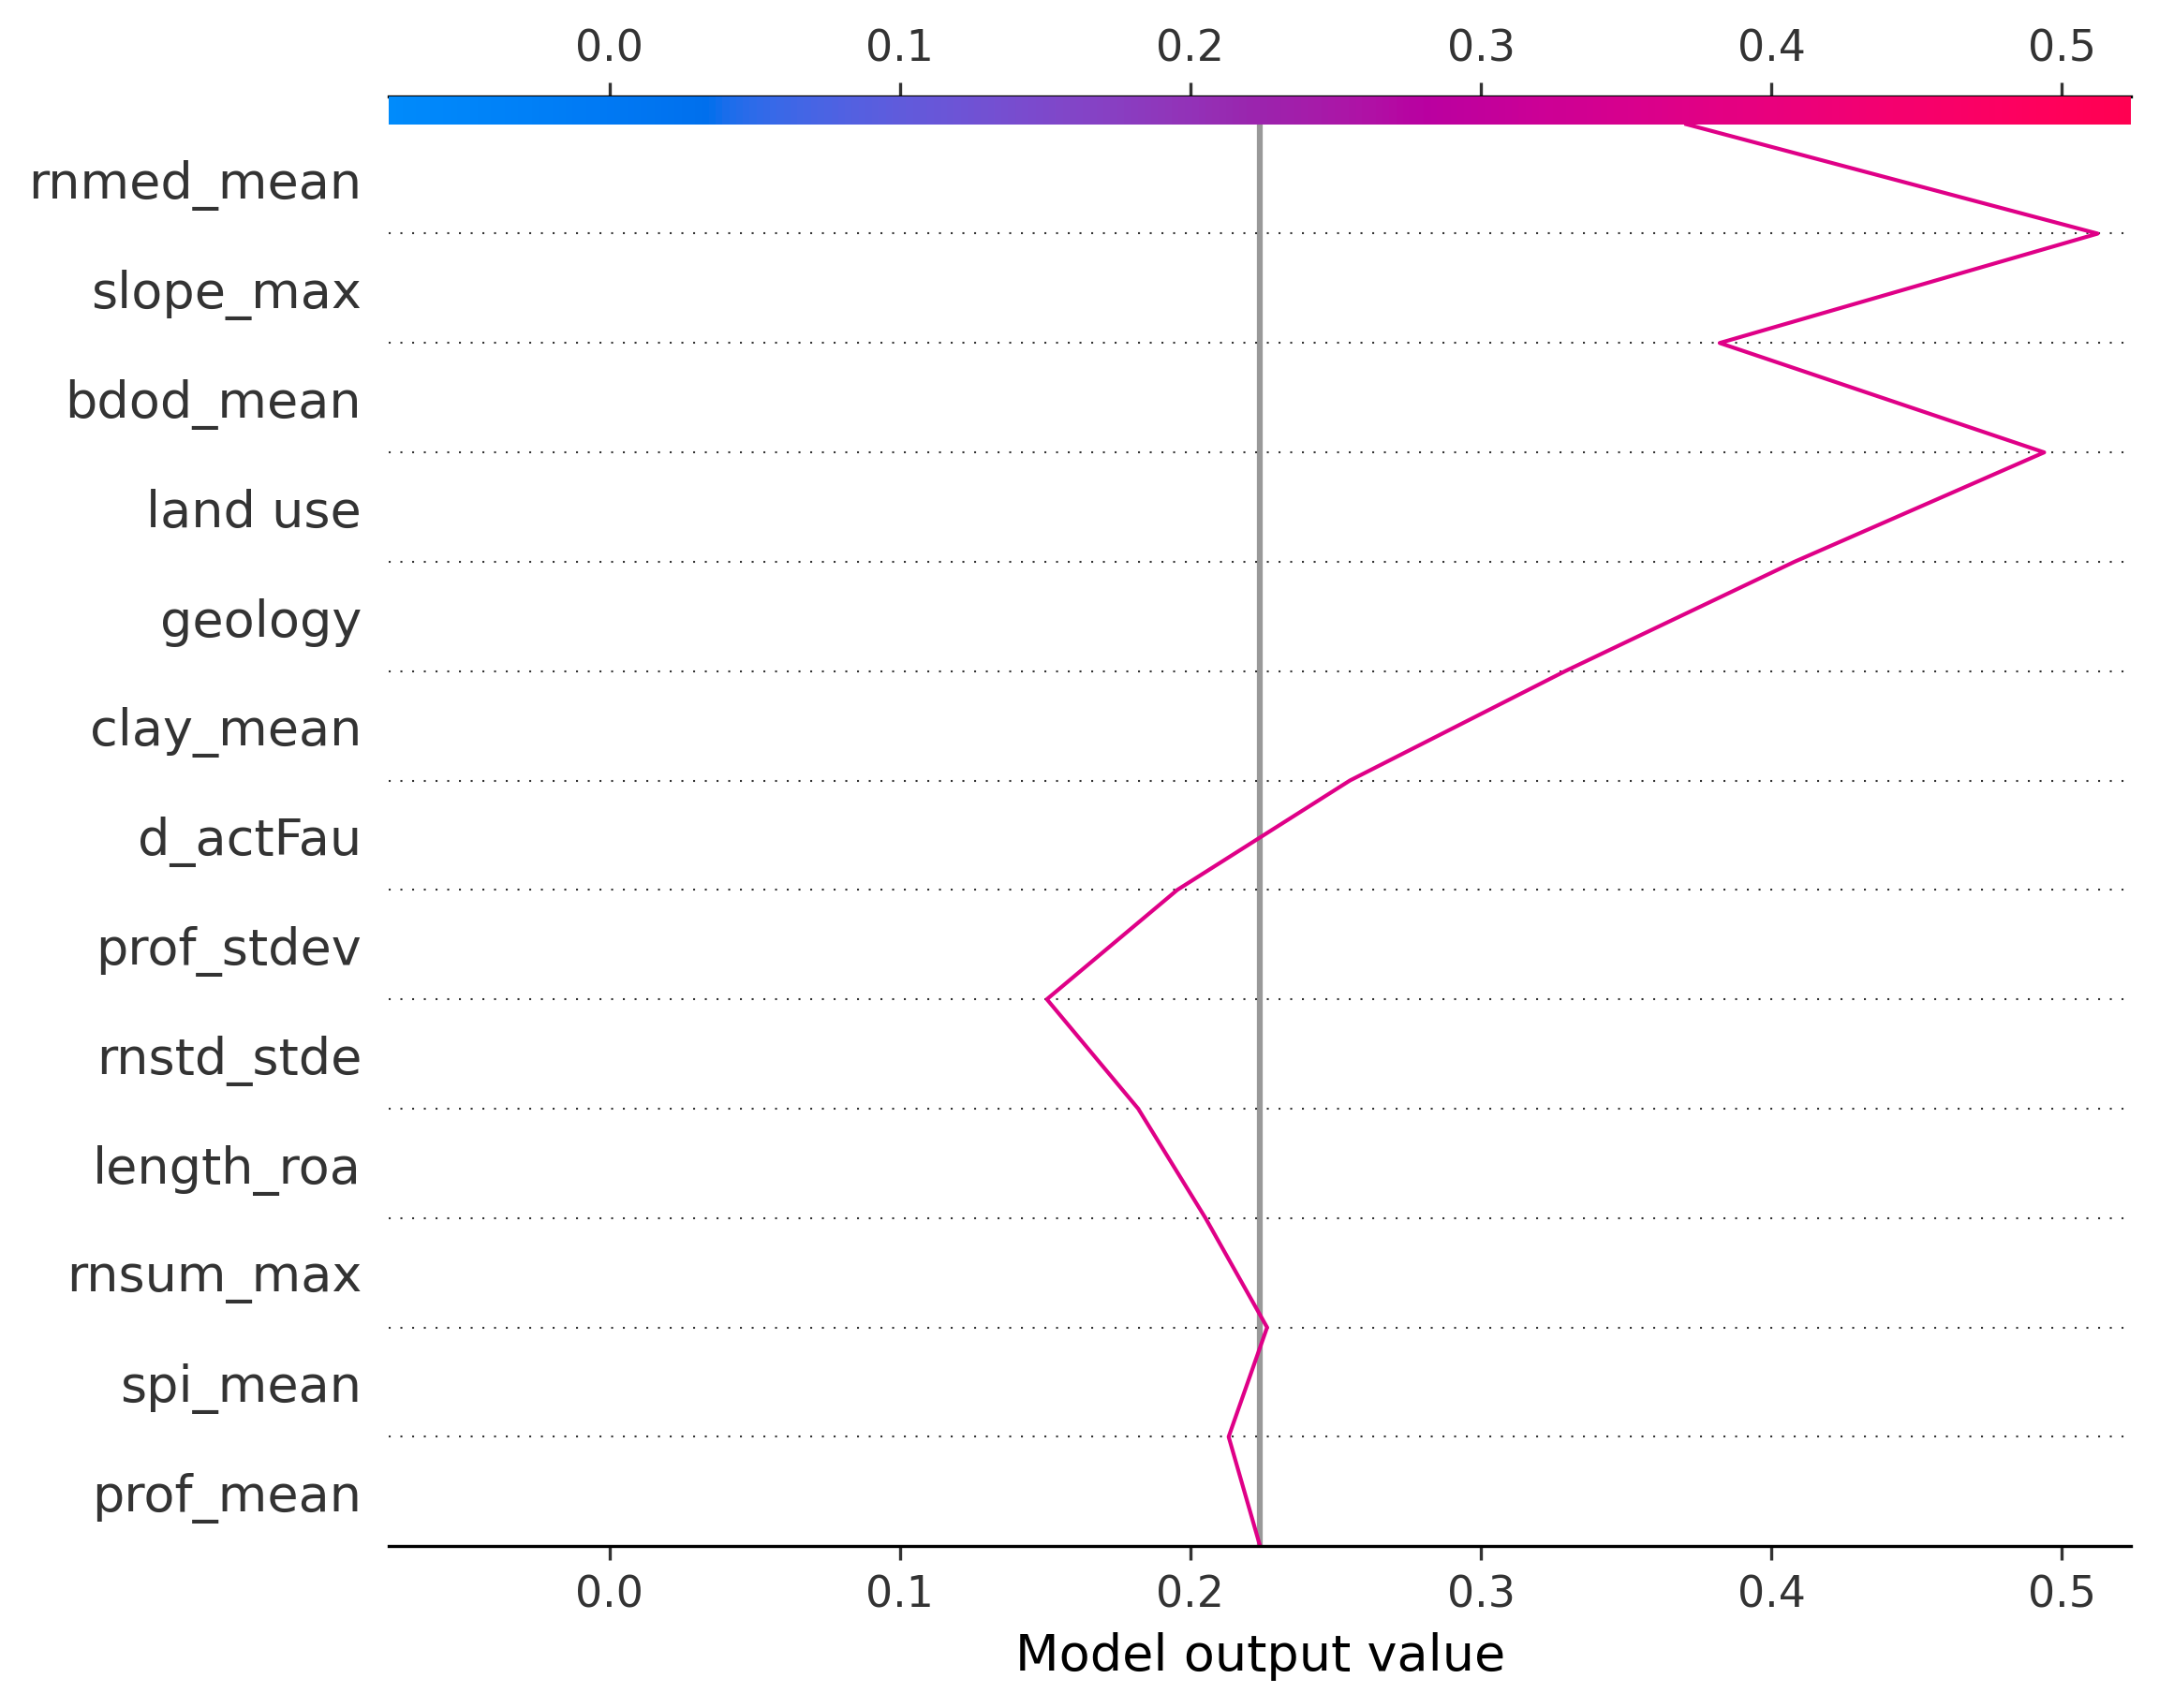 0.0 0.1 0.2 0.3 0.4 0.5
rnmed_mean
slope_max
bdod_mean
land use
geology
clay_mean
d_actFau
prof_stdev
rnstd_stde
length_roa
rnsum_max
spi_mean
prof_mean
0.0 0.1 0.2 0.3 0.4 0.5
Model output value